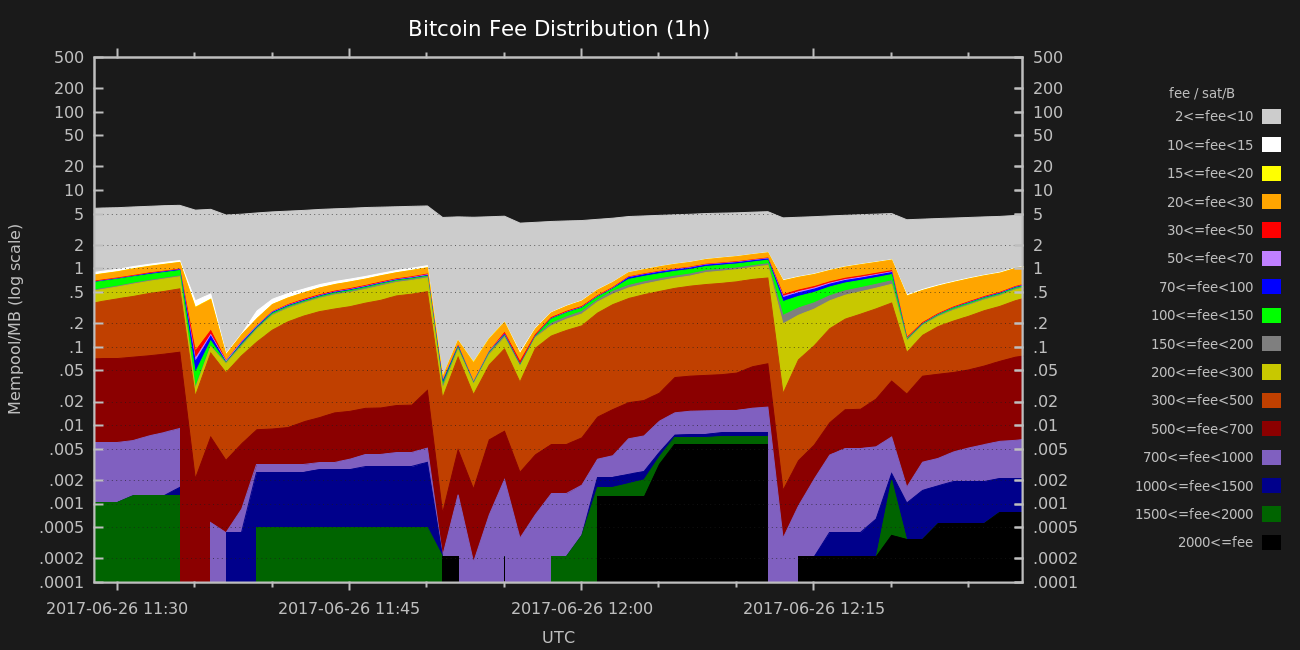 Bitcoin Fee Distribution (1h)
Mempool/MB (log scale)
500
200
100
50
20
10
5
2
1
.5
.2
.1
.05
.02
.01
.005
.002
.001
.0005
.0002
.0001
500
200
100
50
20
10
5
2
1
.5
.2
.1
.05
.02
.01
.005
.002
.001
.0005
.0002
.0001
fee / sat/B
2<=fee<10
10<=fee<15
15<=fee<20
20<=fee<30
30<=fee<50
50<=fee<70
70<=fee<100
100<=fee<150
150<=fee<200
200<=fee<300
300<=fee<500
500<=fee<700
700<=fee<1000
1000<=fee<1500
1500<=fee<2000
2000<=fee
2017-06-26 11:30 2017-06-26 11:45 2017-06-26 12:00 2017-06-26 12:15
UTC